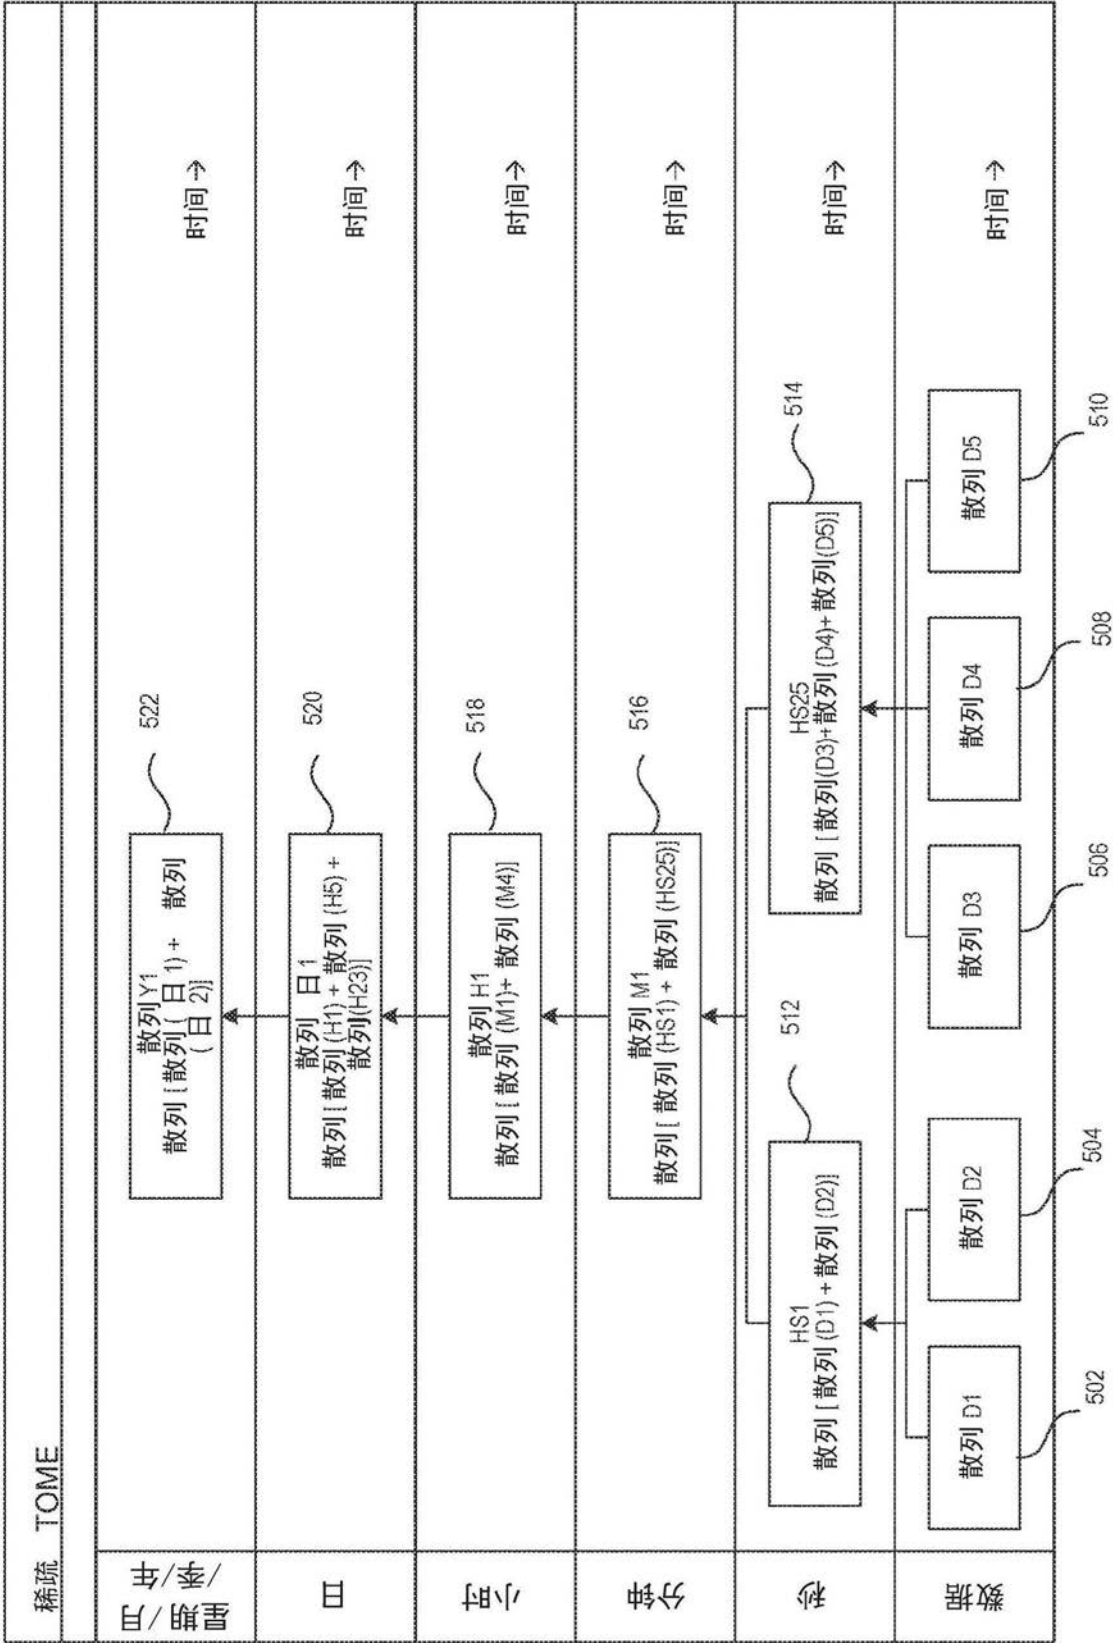 稀疏 TOME
星期/月
/季/年
散列 Y1
散列 [ 散列 ( 日 1) + 散列
( 日 2)]
522
时间→
日
散列 日 1
散列 [ 散列 (H1) + 散列 (H5) +
散列(H23)]
520
时间→
小时
散列 H1
散列 [ 散列 (M1)+ 散列 (M4)]
518
时间→
分钟
散列 M1
散列 [ 散列 (HS1) + 散列 (HS25)]
516
时间→
秒
HS1
散列 [ 散列 (D1) + 散列 (D2)]
512
HS25
散列 [ 散列(D3)+散列 (D4)+ 散列(D5)]
514
时间→
数据
散列 D1
散列 D2
散列 D3
散列 D4
散列 D5
时间→
502
504
506
508
510